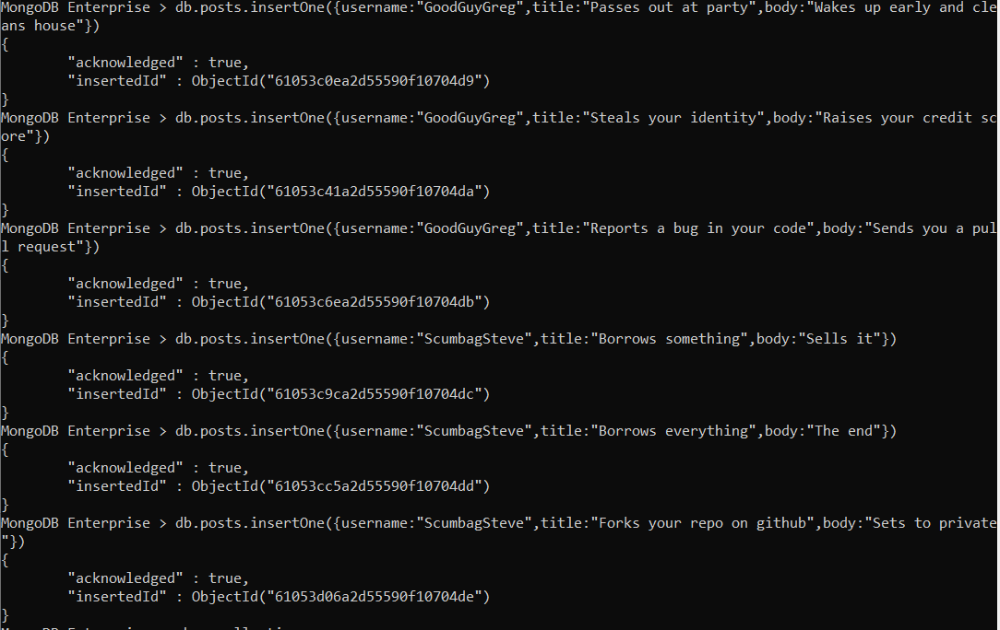 MongoDB Enterprise > db.posts.insertOne({username:"GoodGuyGreg",title:"Passes out at party",body:"Wakes up early and cle
ans house"})
{
        "acknowledged" : true,
        "insertedId" : ObjectId("61053c0ea2d55590f10704d9")
}
MongoDB Enterprise > db.posts.insertOne({username:"GoodGuyGreg",title:"Steals your identity",body:"Raises your credit sc
ore"})
{
        "acknowledged" : true,
        "insertedId" : ObjectId("61053c41a2d55590f10704da")
}
MongoDB Enterprise > db.posts.insertOne({username:"GoodGuyGreg",title:"Reports a bug in your code",body:"Sends you a pul
l request"})
{
        "acknowledged" : true,
        "insertedId" : ObjectId("61053c6ea2d55590f10704db")
}
MongoDB Enterprise > db.posts.insertOne({username:"ScumbagSteve",title:"Borrows something",body:"Sells it"})
{
        "acknowledged" : true,
        "insertedId" : ObjectId("61053c9ca2d55590f10704dc")
}
MongoDB Enterprise > db.posts.insertOne({username:"ScumbagSteve",title:"Borrows everything",body:"The end"})
{
        "acknowledged" : true,
        "insertedId" : ObjectId("61053cc5a2d55590f10704dd")
}
MongoDB Enterprise > db.posts.insertOne({username:"ScumbagSteve",title:"Forks your repo on github",body:"Sets to private
"})
{
        "acknowledged" : true,
        "insertedId" : ObjectId("61053d06a2d55590f10704de")
}